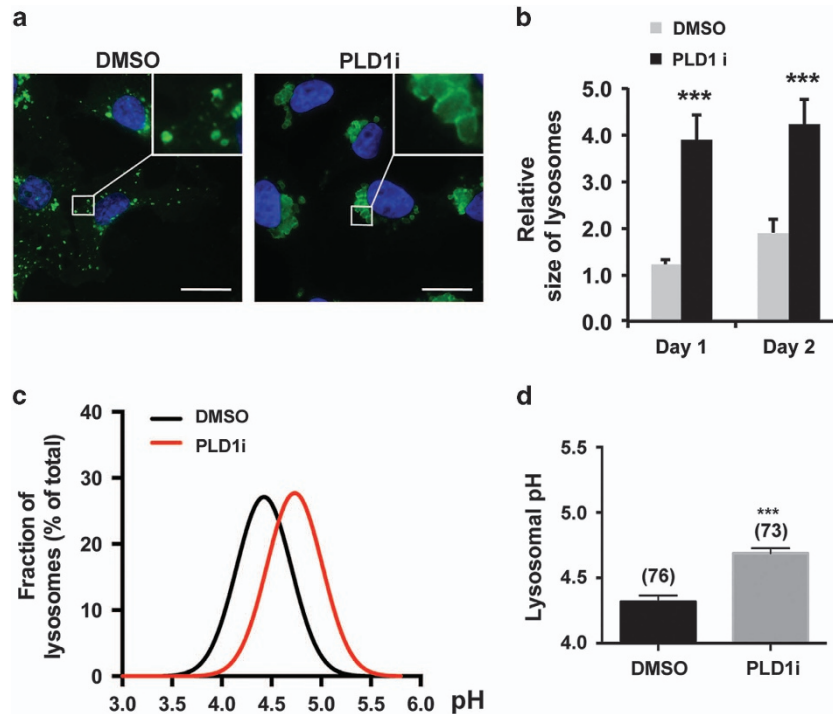 a
DMSO
PLD1i
b
DMSO
PLD1 i
Relative
size of lysosomes
5.0
4.0
3.0
2.0
1.0
0.0
***
***
Day 1
Day 2
c
DMSO
PLD1i
Fraction of
lysosomes (% of total)
40
30
20
10
0
3.0 3.5 4.0 4.5 5.0 5.5 6.0
pH
d
Lysosomal pH
5.5
5.0
4.5
4.0
(76)
***
(73)
DMSO
PLD1i